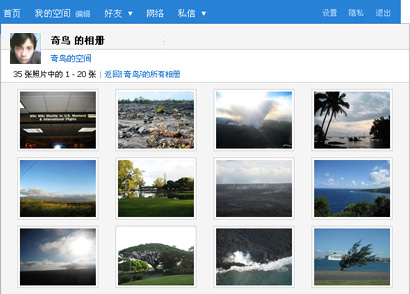 首页 我的空间 编辑 好友 ▼ 网络 私信 ▼ 设置 隐私 退出
奇鸟 的相册
奇鸟的空间
35 张照片中的 1 - 20 张 | 返回奇鸟的所有相册
Wiki Wiki Shuttle to U.S. Mainland
& International Flights